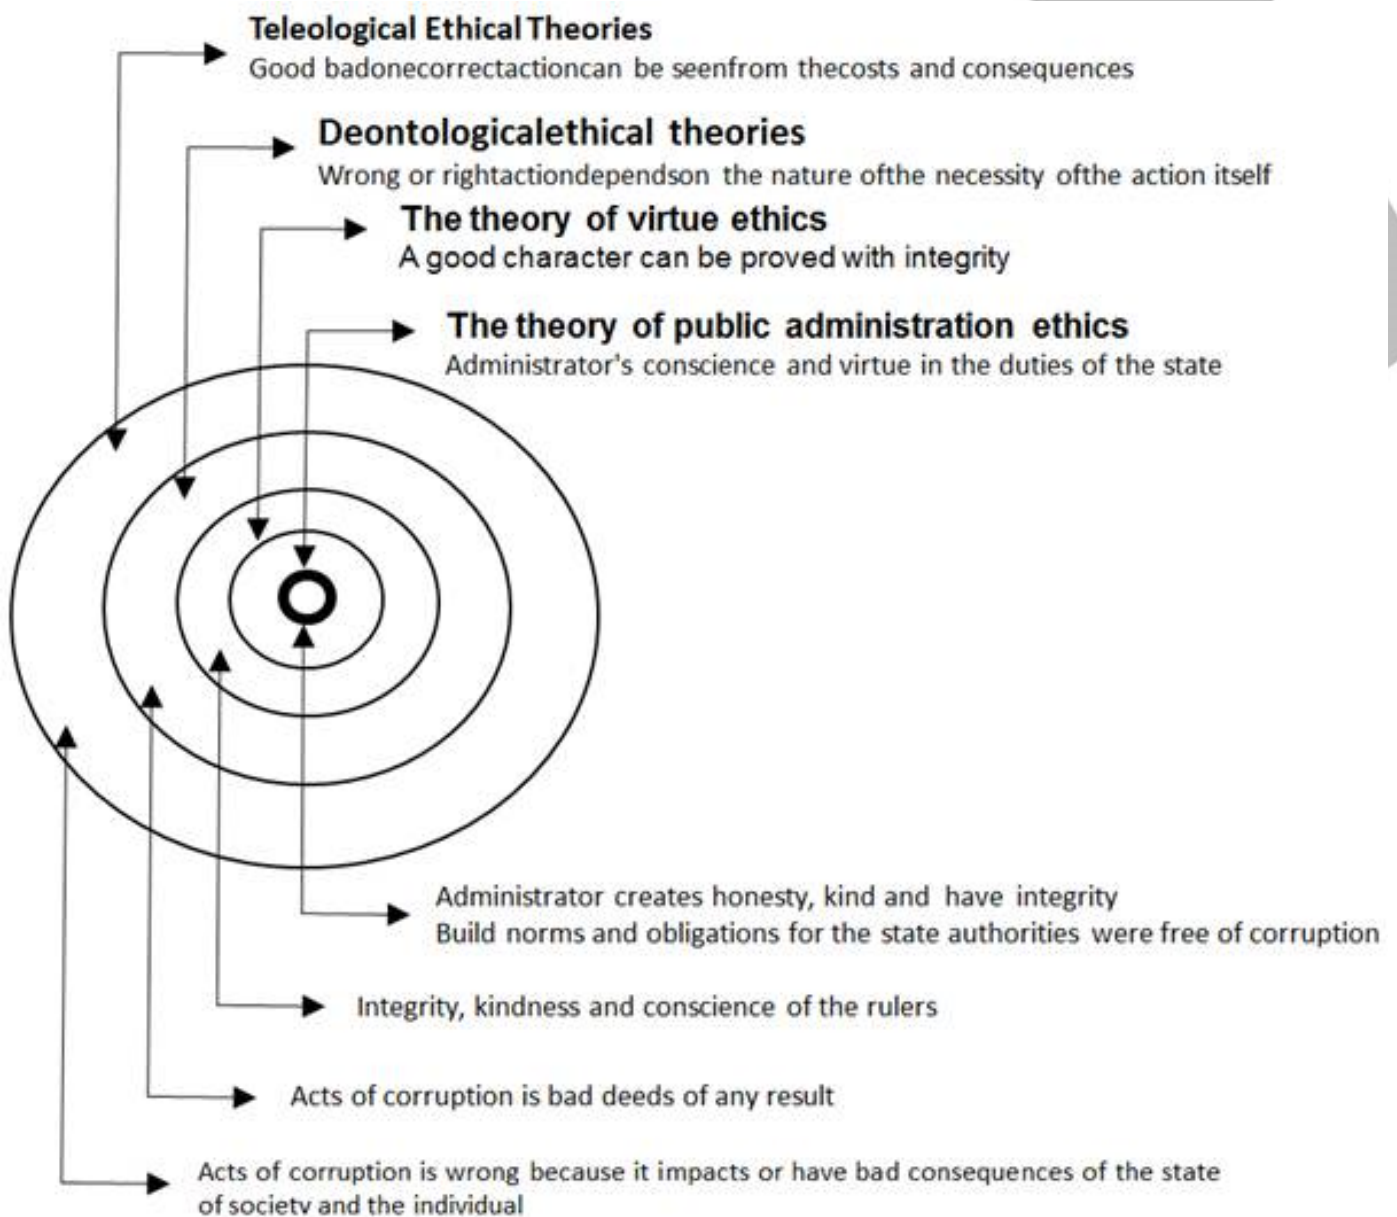 Teleological Ethical Theories
Good badonecorrectactioncan be seenfrom thecosts and consequences
Deontologicalethical theories
Wrong or rightactiondependson the nature ofthe necessity ofthe action itself
The theory of virtue ethics
A good character can be proved with integrity
The theory of public administration ethics
Administrator's conscience and virtue in the duties of the state
Administrator creates honesty, kind and have integrity
Build norms and obligations for the state authorities were free of corruption
Integrity, kindness and conscience of the rulers
Acts of corruption is bad deeds of any result
Acts of corruption is wrong because it impacts or have bad consequences of the state
of society and the individual